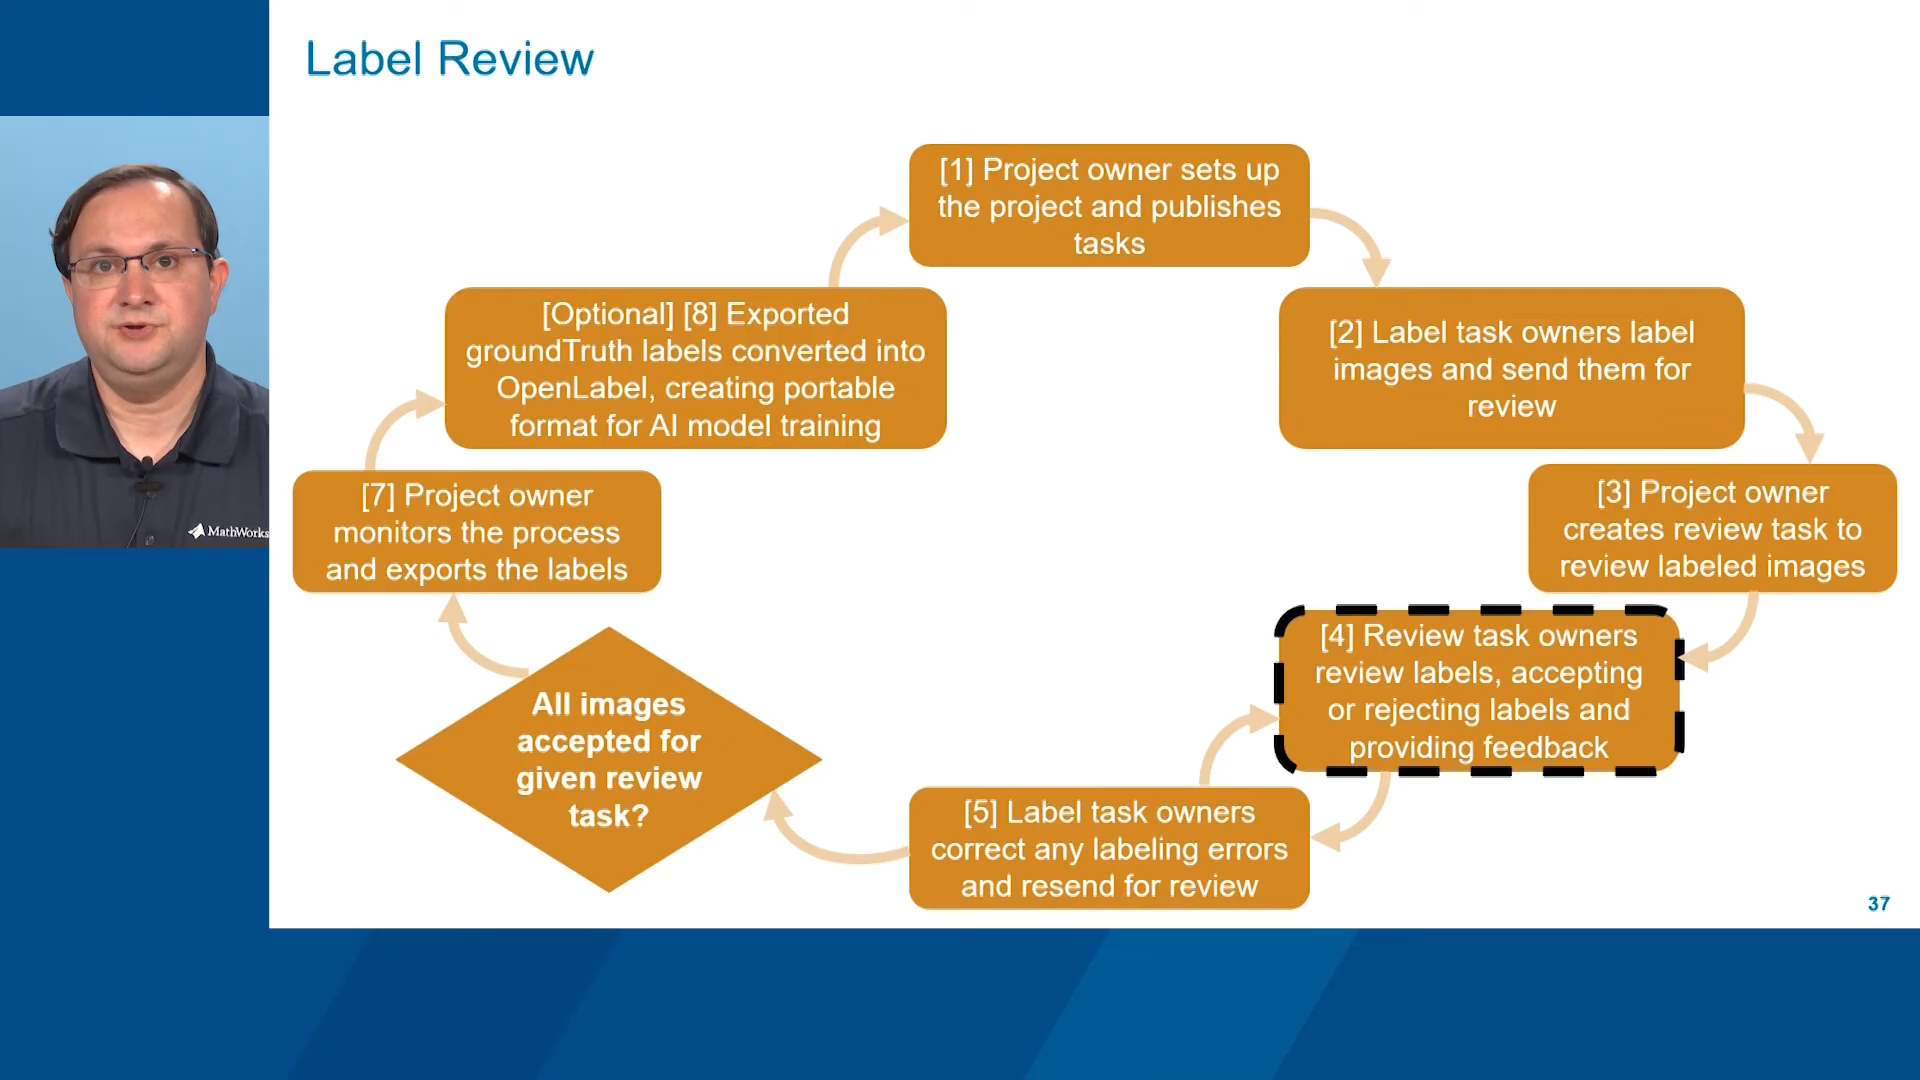 Label Review
[1] Project owner sets up
the project and publishes
tasks
[Optional] [8] Exported
groundTruth labels converted into
OpenLabel, creating portable
format for AI model training
[2] Label task owners label
images and send them for
review
[7] Project owner
monitors the process
and exports the labels
[3] Project owner
creates review task to
review labeled images
MathWorks
[4] Review task owners
review labels, accepting
or rejecting labels and
providing feedback
All images
accepted for
given review
task?
[5] Label task owners
correct any labeling errors
and resend for review
37